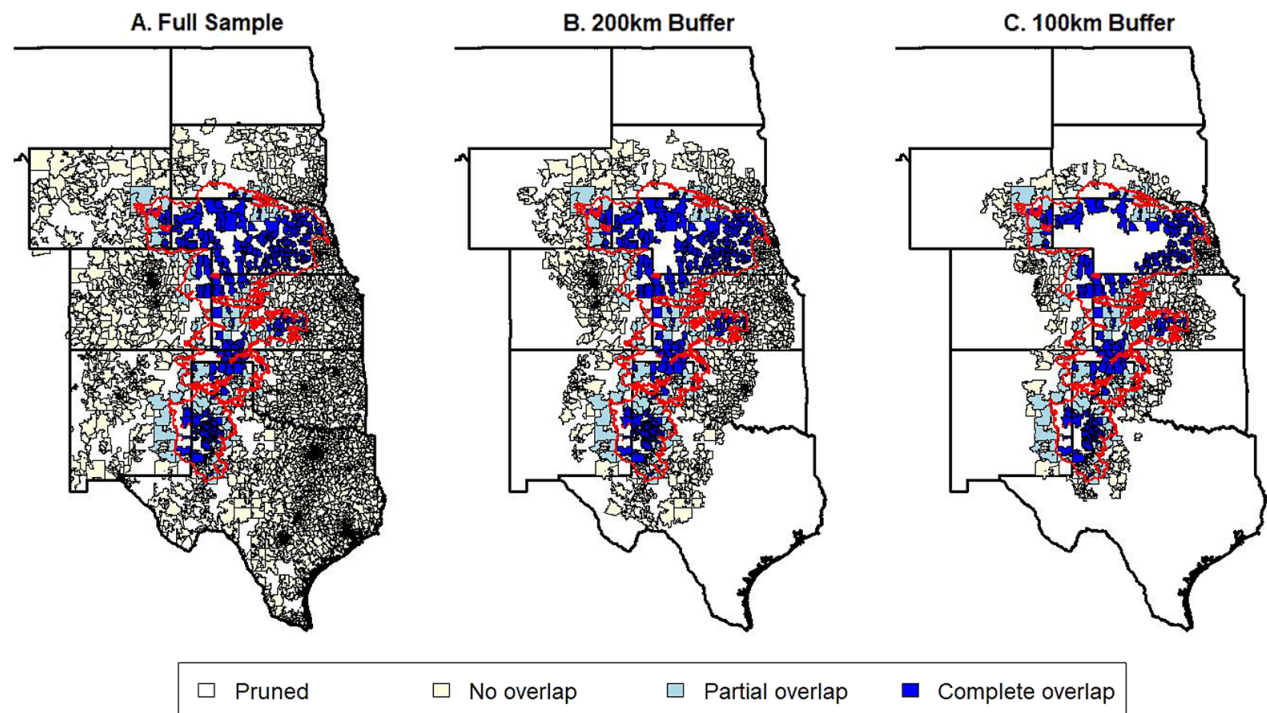 A. Full Sample
B. 200km Buffer
C. 100km Buffer
Pruned
No overlap
Partial overlap
Complete overlap